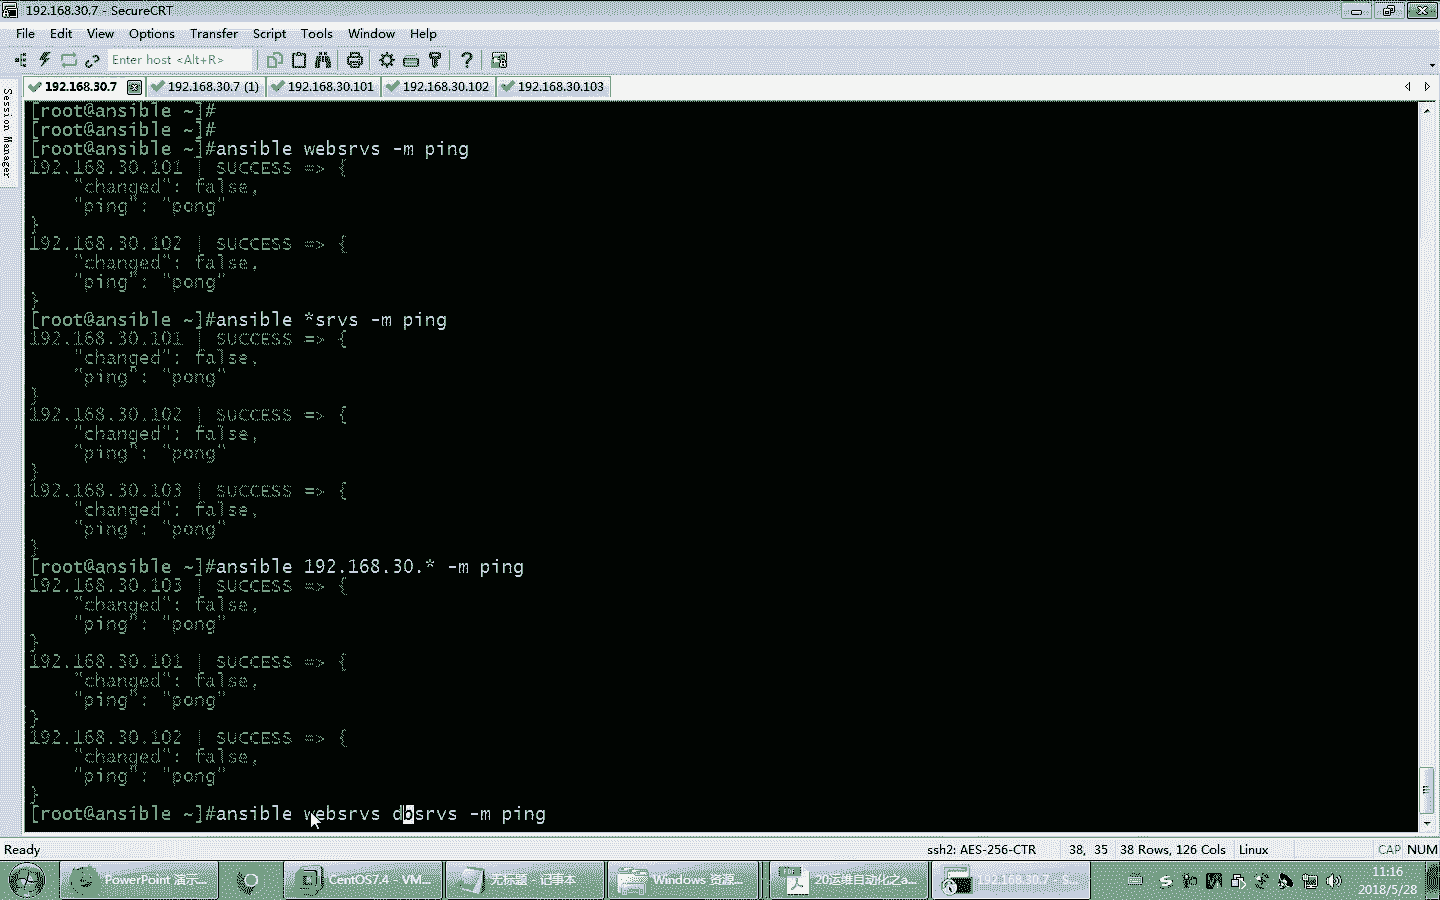 192.168.30.7 - SecureCRT
File Edit View Options Transfer Script Tools Window Help
Enter host <Alt+R>
192.168.30.7 192.168.30.7 (1) 192.168.30.101 192.168.30.102 192.168.30.103
Session Manager
[root@ansible ~]#
[root@ansible ~]#
[root@ansible ~]#ansible websrvs -m ping
192.168.30.101 | SUCCESS => {
    "changed": false,
    "ping": "pong"
}
192.168.30.102 | SUCCESS => {
    "changed": false,
    "ping": "pong"
}
[root@ansible ~]#ansible *srvs -m ping
192.168.30.101 | SUCCESS => {
    "changed": false,
    "ping": "pong"
}
192.168.30.102 | SUCCESS => {
    "changed": false,
    "ping": "pong"
}
192.168.30.103 | SUCCESS => {
    "changed": false,
    "ping": "pong"
}
[root@ansible ~]#ansible 192.168.30.* -m ping
192.168.30.103 | SUCCESS => {
    "changed": false,
    "ping": "pong"
}
192.168.30.101 | SUCCESS => {
    "changed": false,
    "ping": "pong"
}
192.168.30.102 | SUCCESS => {
    "changed": false,
    "ping": "pong"
}
[root@ansible ~]#ansible websrvs dbsrvs -m ping
Ready ssh2: AES-256-CTR 38, 35 38 Rows, 126 Cols Linux CAP NUM
PowerPoint 演示... CentOS7.4 - VM... 无标题 - 记事本 Windows 资源... 20运维自动化之a... 192.168.30.7 - S...
11:16
2018/5/28